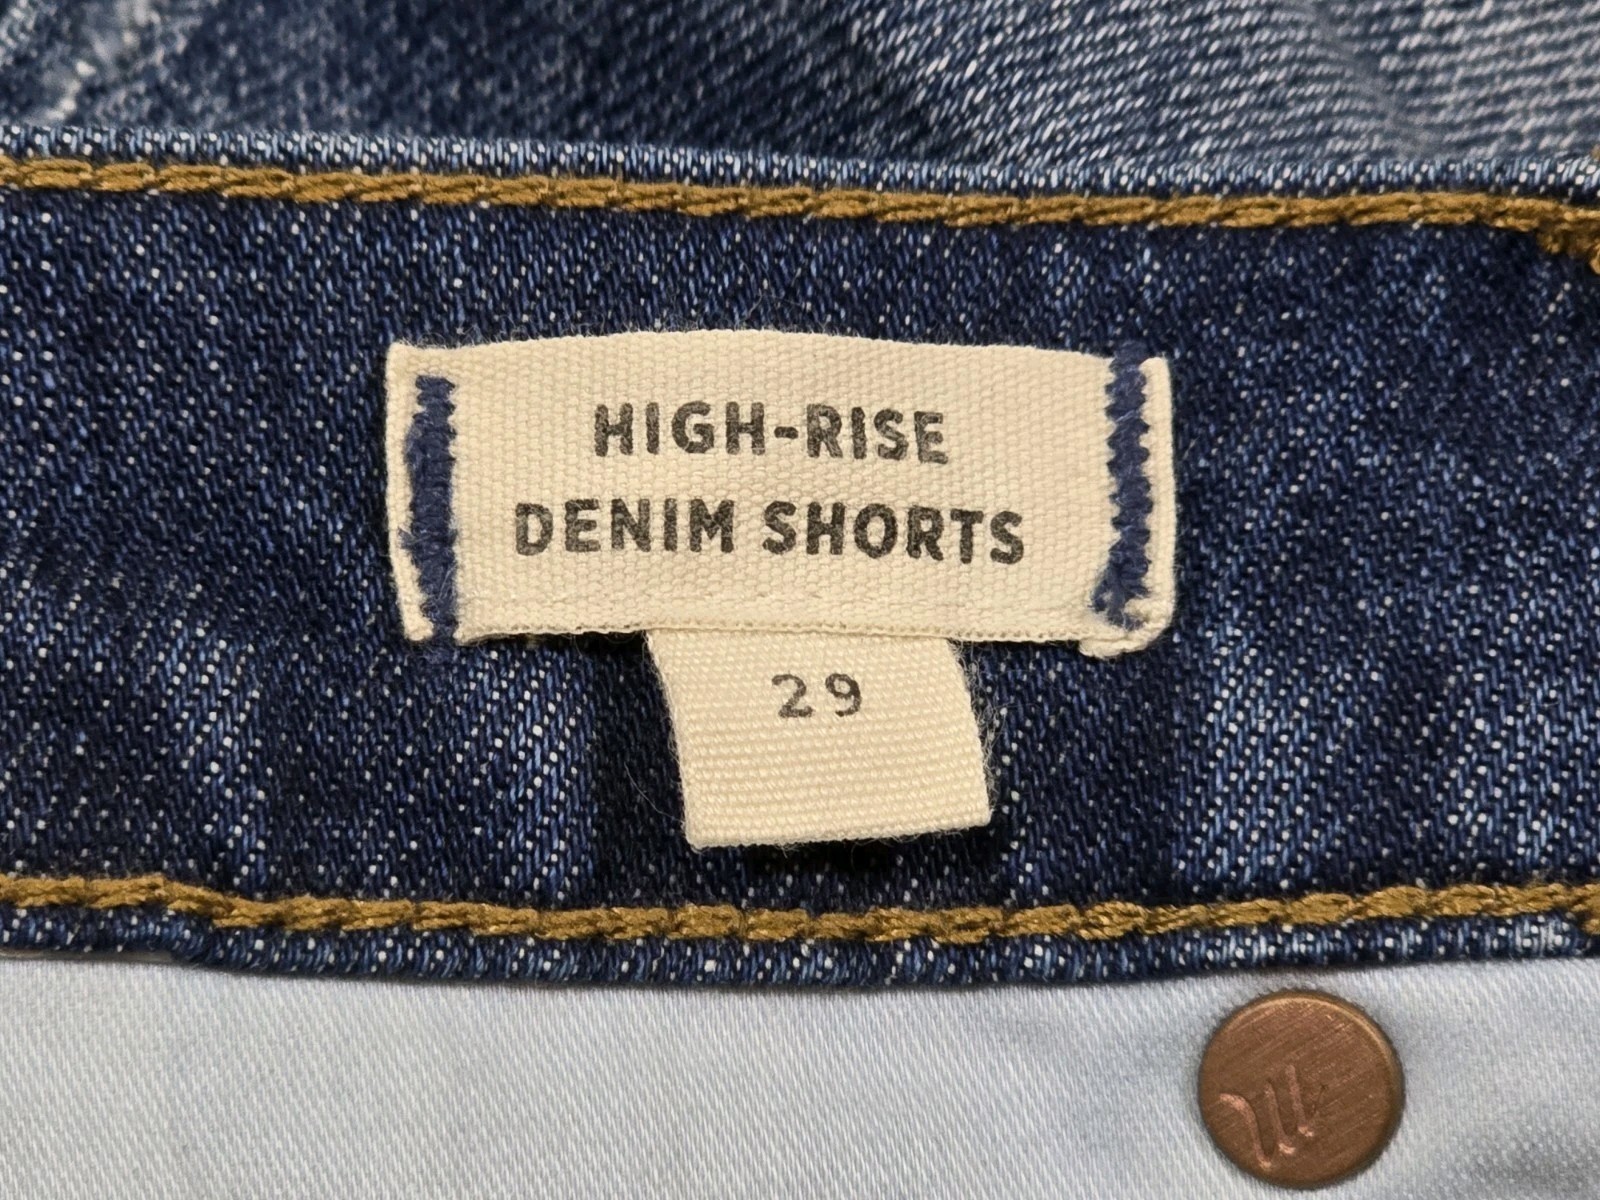 HIGH-RISE
DENIM SHORTS
29